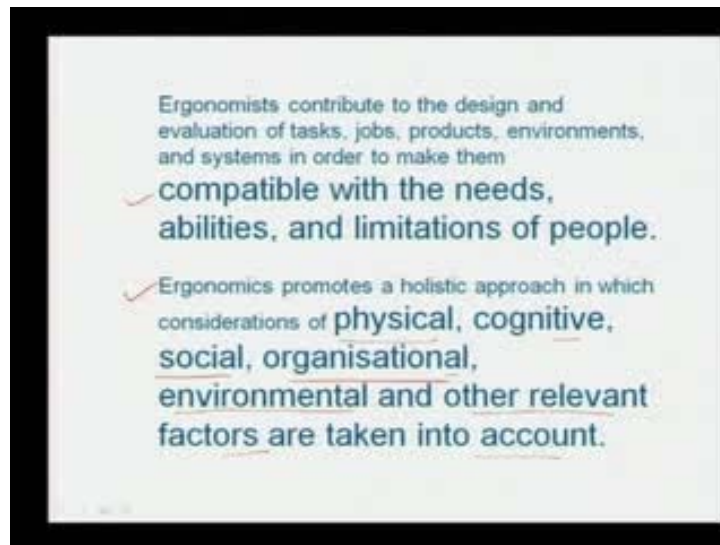 Ergonomists contribute to the design and
evaluation of tasks, jobs, products, environments,
and systems in order to make them
compatible with the needs,
abilities, and limitations of people.
Ergonomics promotes a holistic approach in which
considerations of physical, cognitive,
social, organisational,
environmental and other relevant
factors are taken into account.